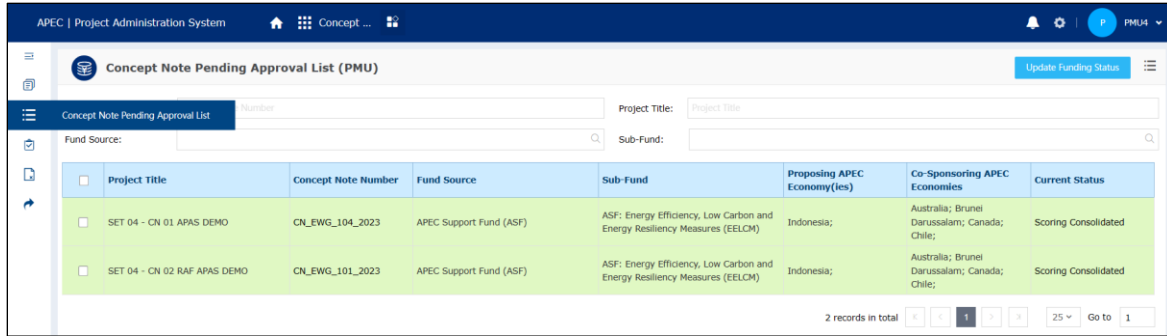 APEC | Project Administration System
Concept ...
P
PMU4
Concept Note Pending Approval List (PMU)
Update Funding Status
Number
Project Title:
Project Title
Concept Note Pending Approval List
Fund Source:
Sub-Fund:
Project Title
Concept Note Number
Fund Source
Sub-Fund
Proposing APEC
Economy(ies)
Co-Sponsoring APEC
Economies
Current Status
SET 04 - CN 01 APAS DEMO
CN_EWG_104_2023
APEC Support Fund (ASF)
ASF: Energy Efficiency, Low Carbon and
Energy Resiliency Measures (EELCM)
Indonesia;
Australia; Brunei
Darussalam; Canada;
Chile;
Scoring Consolidated
SET 04 - CN 02 RAF APAS DEMO
CN_EWG_101_2023
APEC Support Fund (ASF)
ASF: Energy Efficiency, Low Carbon and
Energy Resiliency Measures (EELCM)
Indonesia;
Australia; Brunei
Darussalam; Canada;
Chile;
Scoring Consolidated
2 records in total
1
25
Go to
1